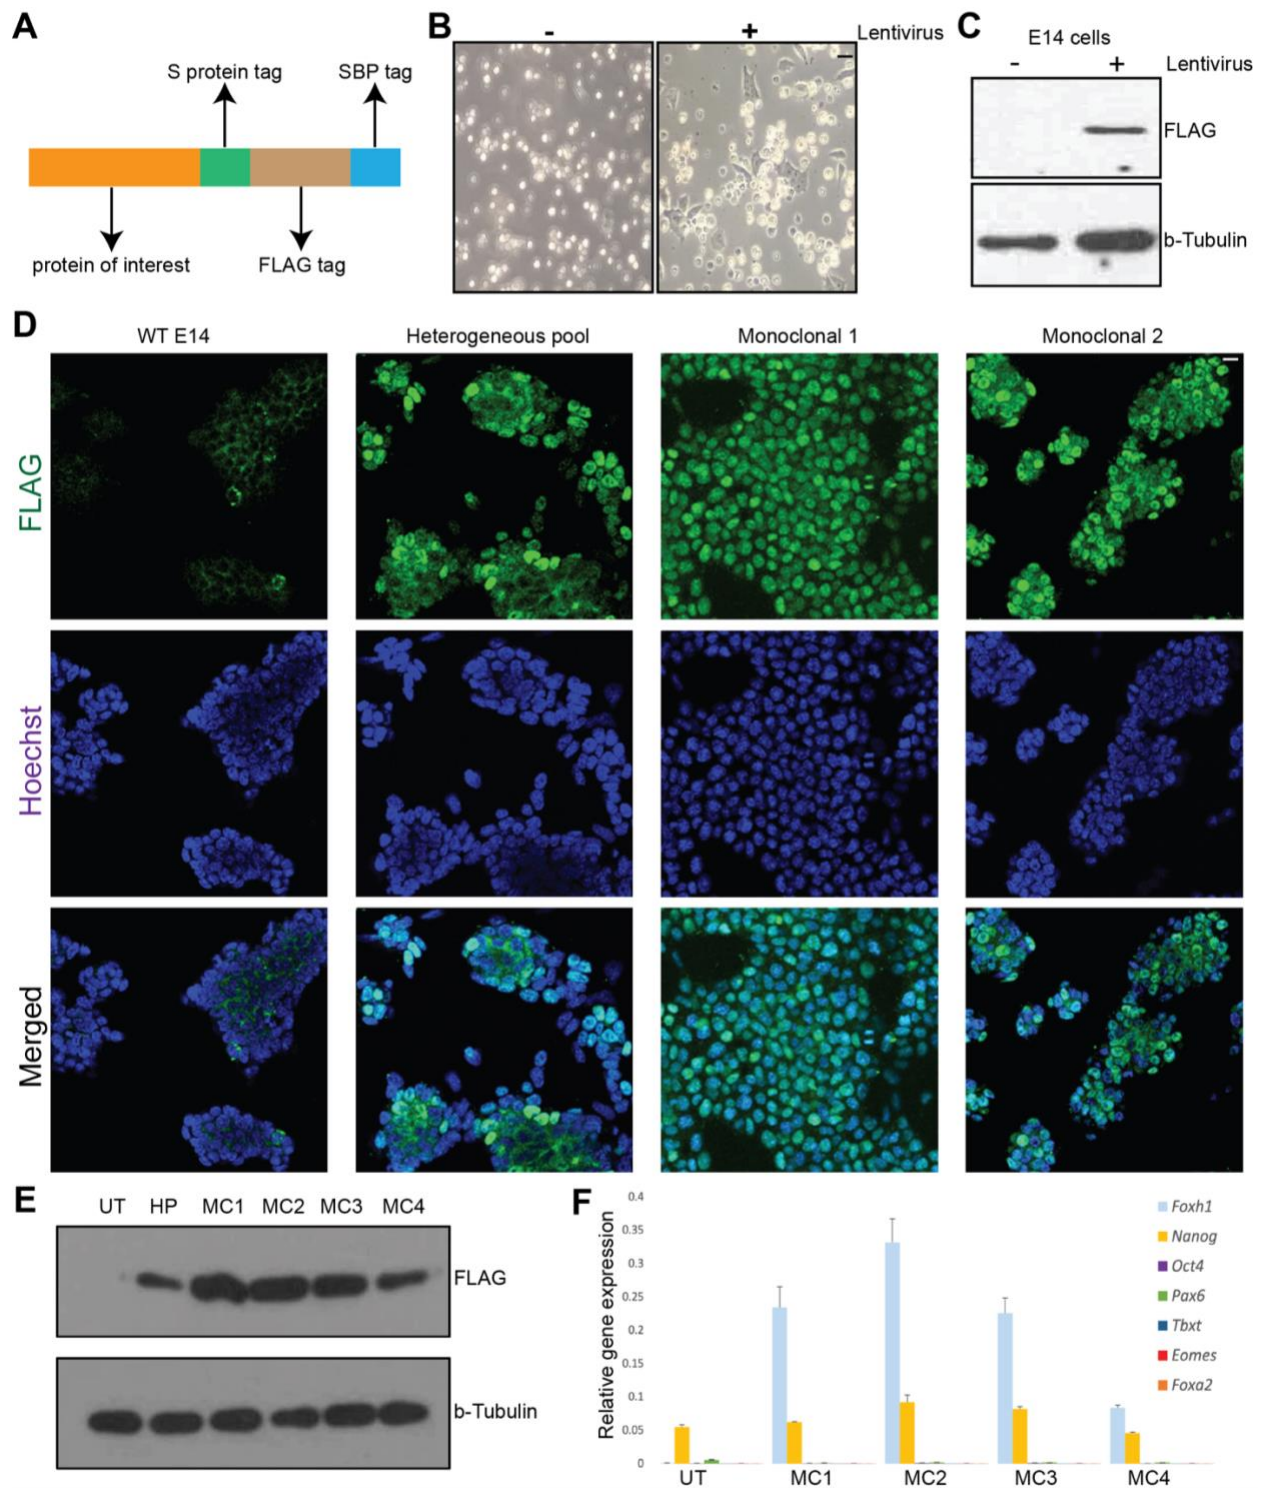 A
S protein tag
SBP tag
protein of interest
FLAG tag
B
-
+
Lentivirus
C
E14 cells
-
+
Lentivirus
FLAG
b-Tubulin
D
WT E14
Heterogeneous pool
Monoclonal 1
Monoclonal 2
FLAG
Hoechst
Merged
E
UT HP MC1 MC2 MC3 MC4
FLAG
b-Tubulin
F
Relative gene expression
0.4
0.35
0.3
0.25
0.2
0.15
0.1
0.05
0
UT MC1 MC2 MC3 MC4
Foxh1
Nanog
Oct4
Pax6
Tbxt
Eomes
Foxa2